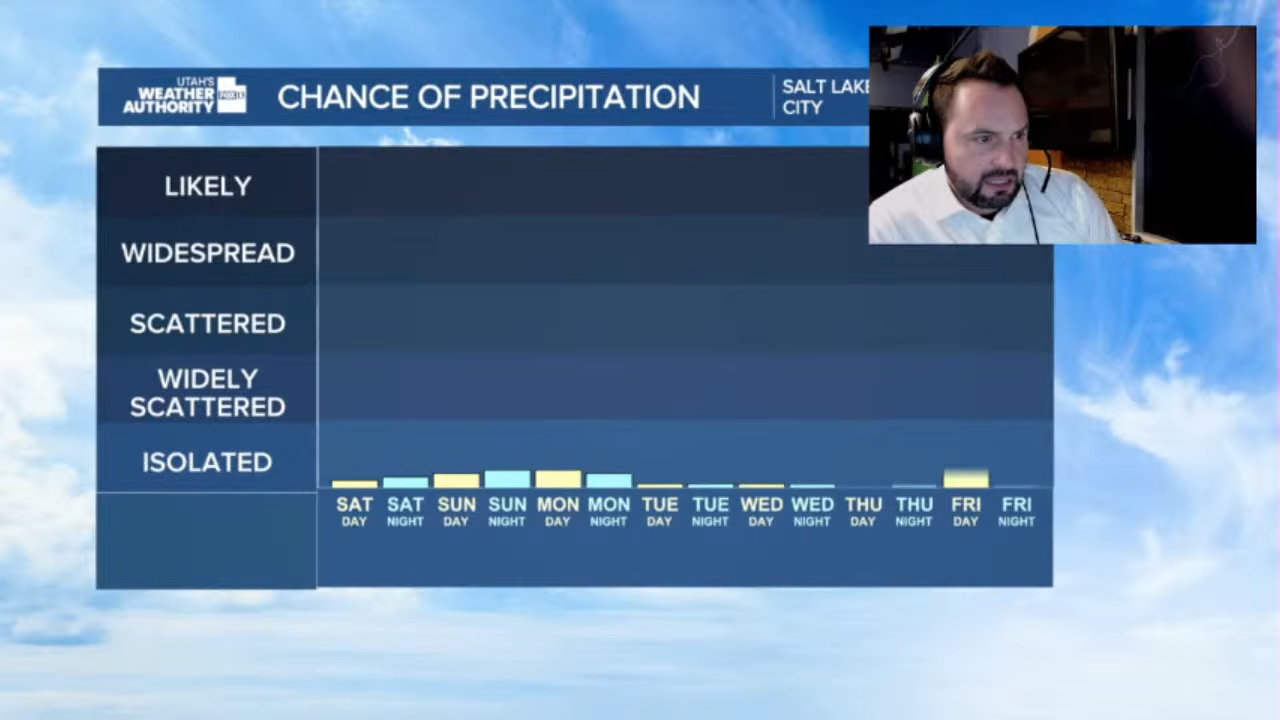 UTAH'S
WEATHER
AUTHORITY
FOX 13
CHANCE OF PRECIPITATION
SALT LAKE
CITY
LIKELY
WIDESPREAD
SCATTERED
WIDELY
SCATTERED
ISOLATED
SAT SAT SUN SUN MON MON TUE TUE WED WED THU THU FRI FRI
DAY NIGHT DAY NIGHT DAY NIGHT DAY NIGHT DAY NIGHT DAY NIGHT DAY NIGHT